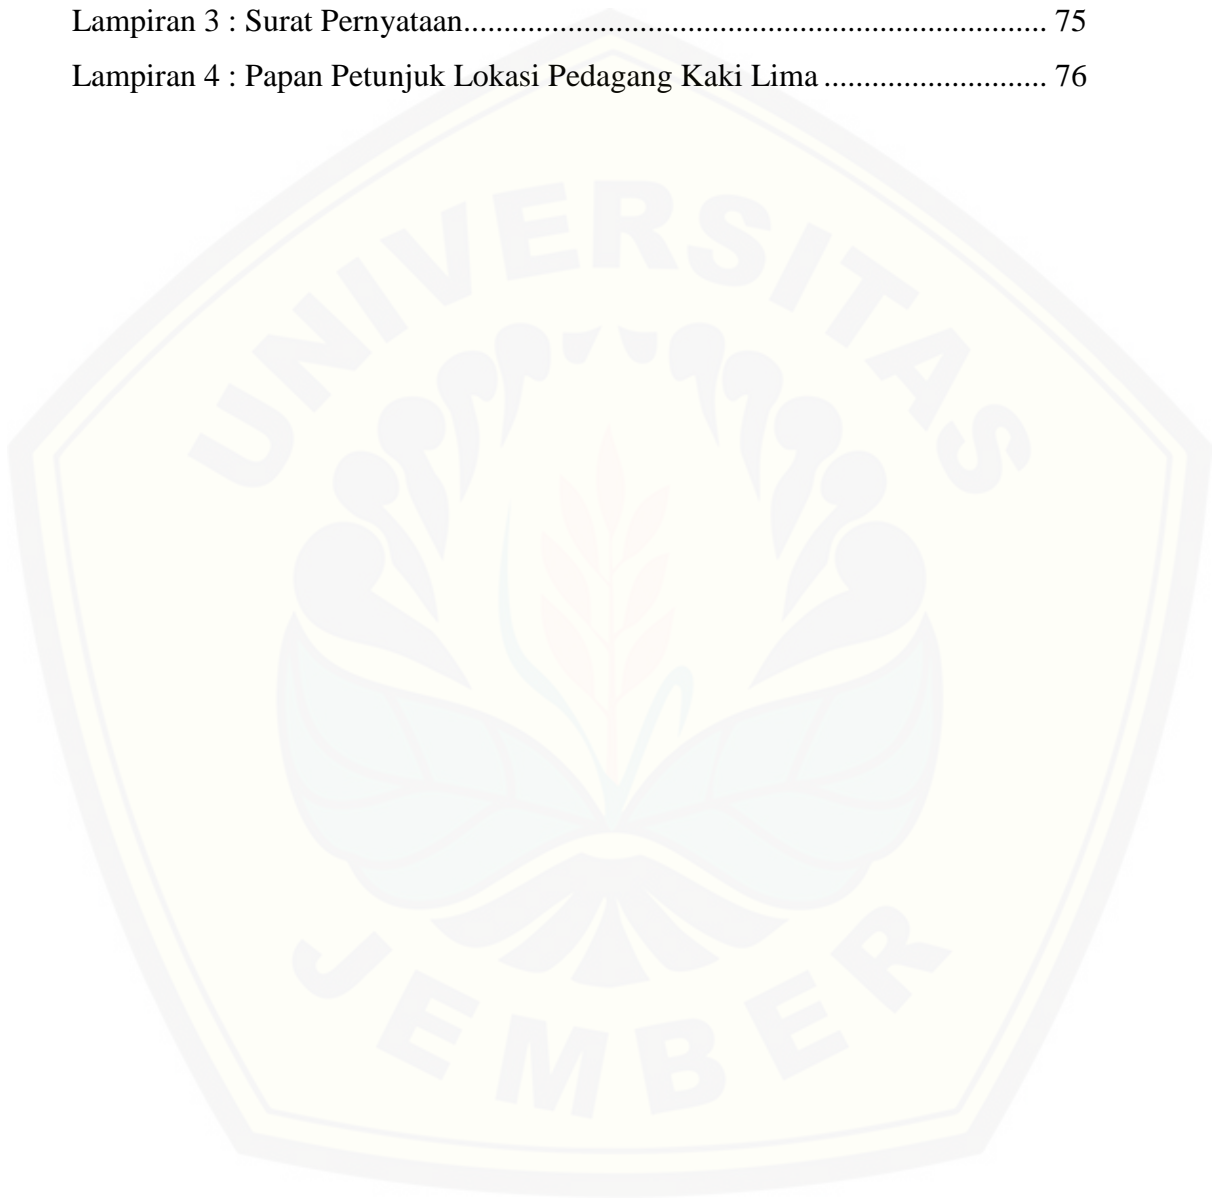 Lampiran 3 : Surat Pernyataan.................................................................... 75
Lampiran 4 : Papan Petunjuk Lokasi Pedagang Kaki Lima ........................... 76
UNIVERSITAS
JEMBER